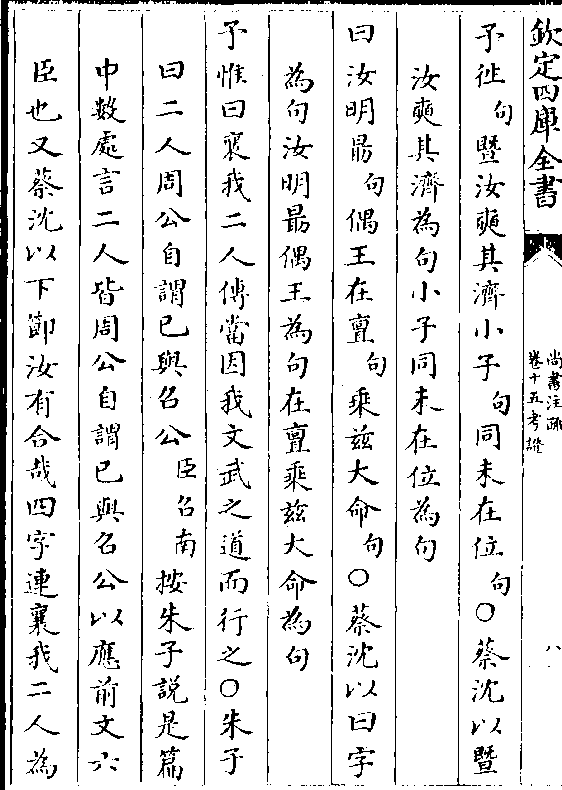 欽定四庫全書
尚書注疏
卷十五考證
八
予徃句暨汝奭其濟小子句同未在位句○蔡沈以暨
汝奭其濟為句小子同未在位為句
曰汝明朂句偶王在亶句乘兹大命句○蔡沈以曰字
為句汝明朂偶王為句在亶乘兹大命為句
予惟曰襄我二人傳當因我文武之道而行之○朱子
曰二人周公自謂已與召公臣召南按朱子說是篇
中數處言二人皆周公自謂已與召公以應前文六
臣也又蔡沈以下節汝有合哉四字連襄我二人為